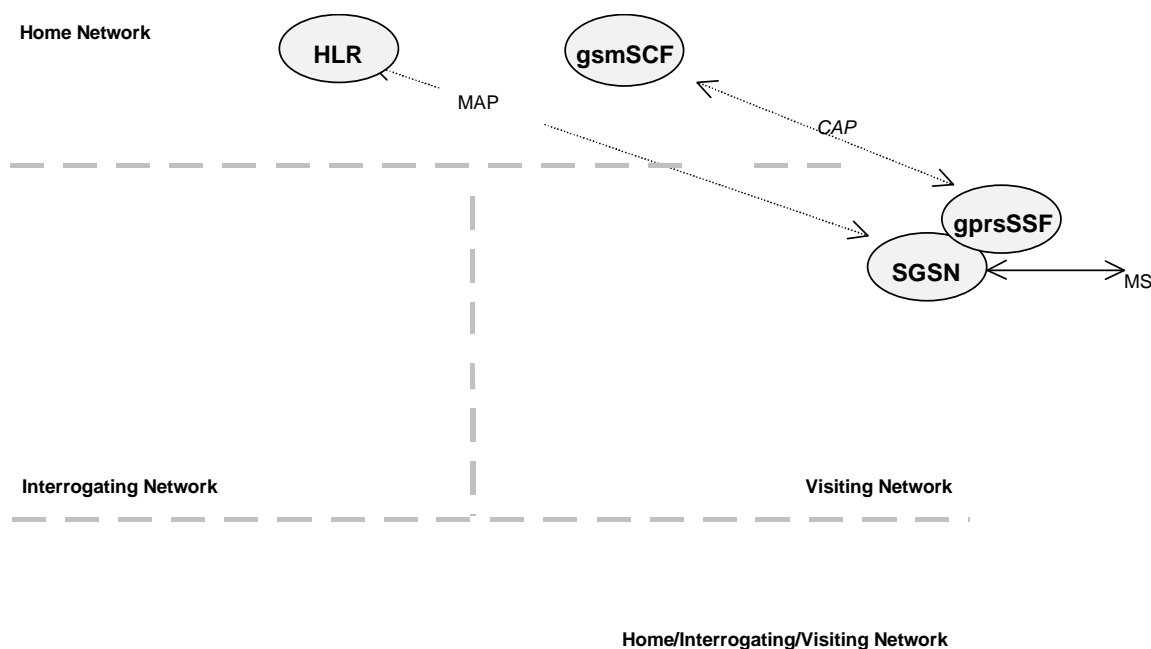 Home Network
HLR
gsmSCF
MAP
CAP
gprsSSF
SGSN
MS
Interrogating Network
Visiting Network
Home/Interrogating/Visiting Network